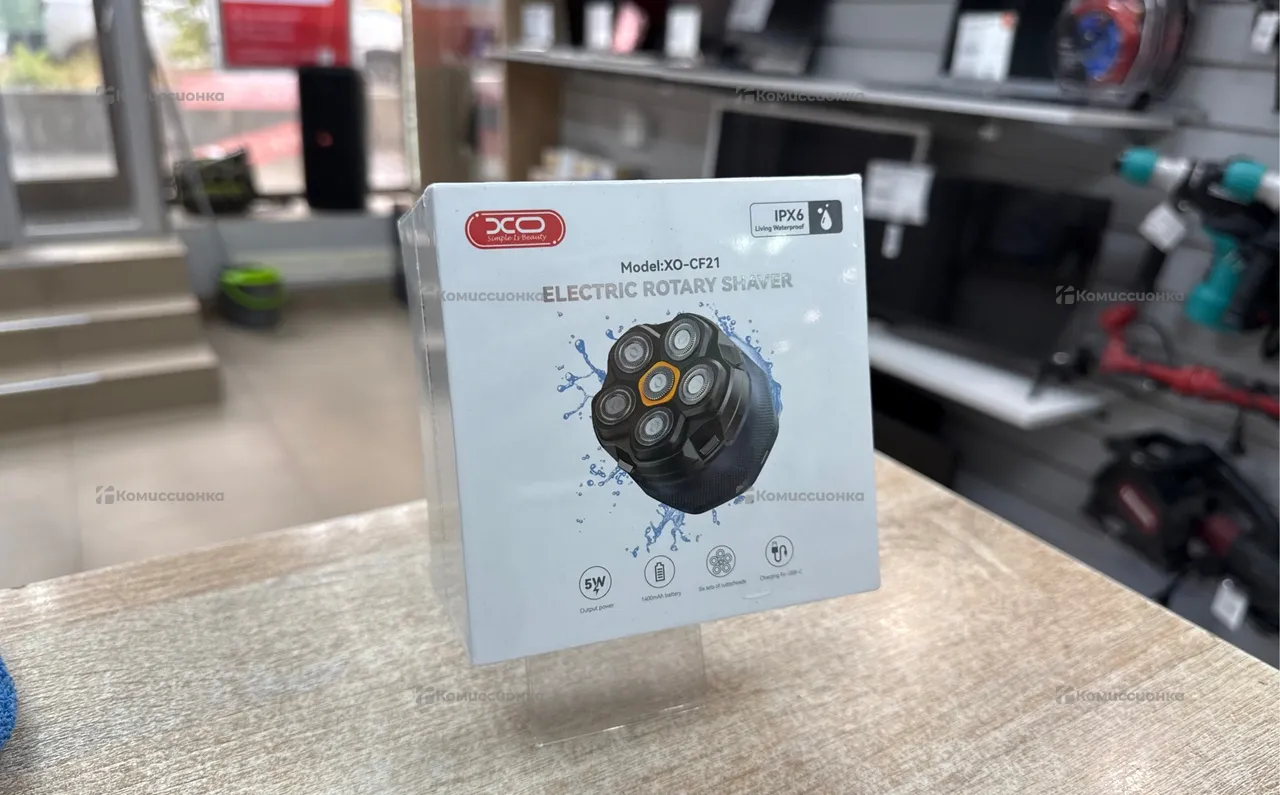 Комиссионка
Комиссионка
XO
Simple Is Beauty
IPX6
Living Waterproof
Model:XO-CF21
Комиссионка
ELECTRIC ROTARY SHAVER
Комиссионка
Комиссионка
Комиссионка
5W
Output power
1400mAh battery
Six sets of cutterheads
Charging for USB-C
Комиссионка
Комиссионка